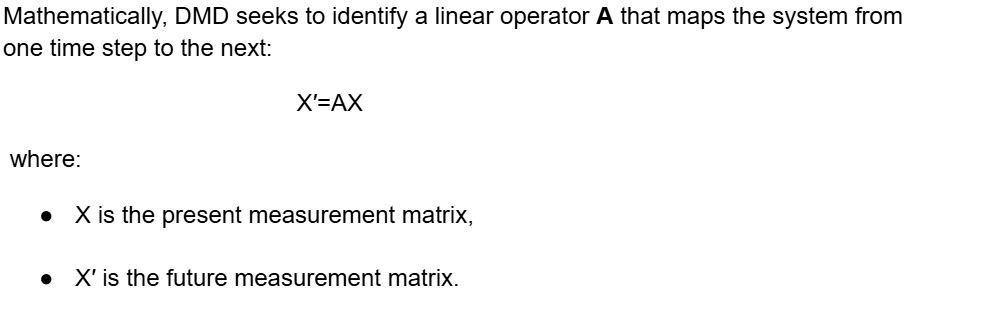 Mathematically, DMD seeks to identify a linear operator A that maps the system from
one time step to the next:
X′=AX
where:
● X is the present measurement matrix,
● X′ is the future measurement matrix.